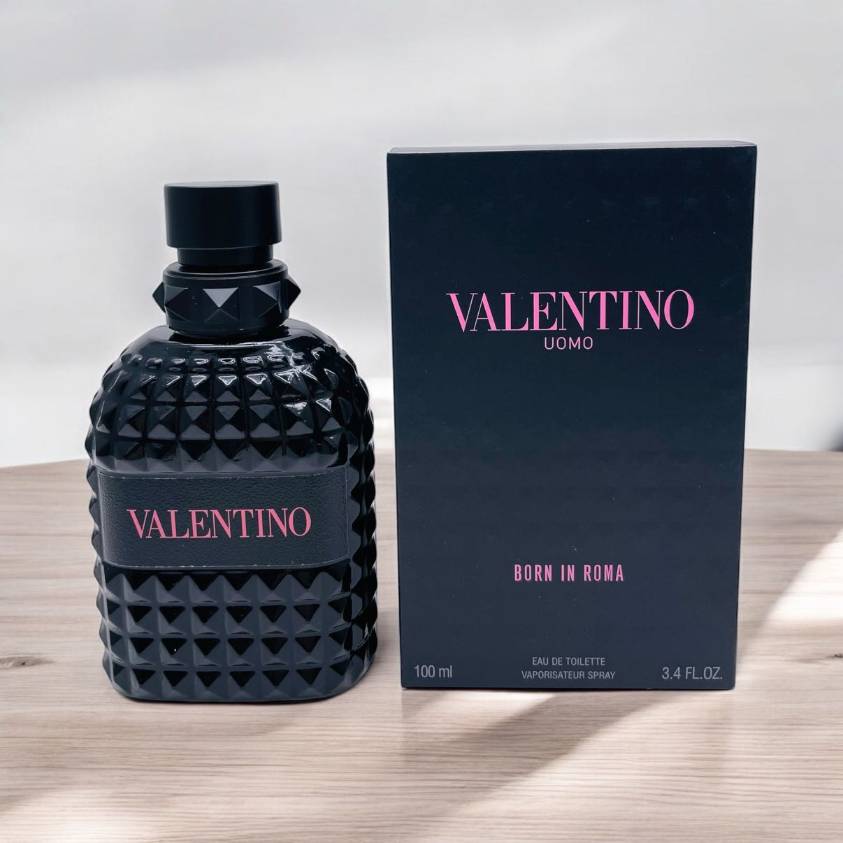 VALENTINO
VALENTINO
UOMO
BORN IN ROMA
100 ml
EAU DE TOILETTE
VAPORISATEUR SPRAY
3.4 FL.OZ.